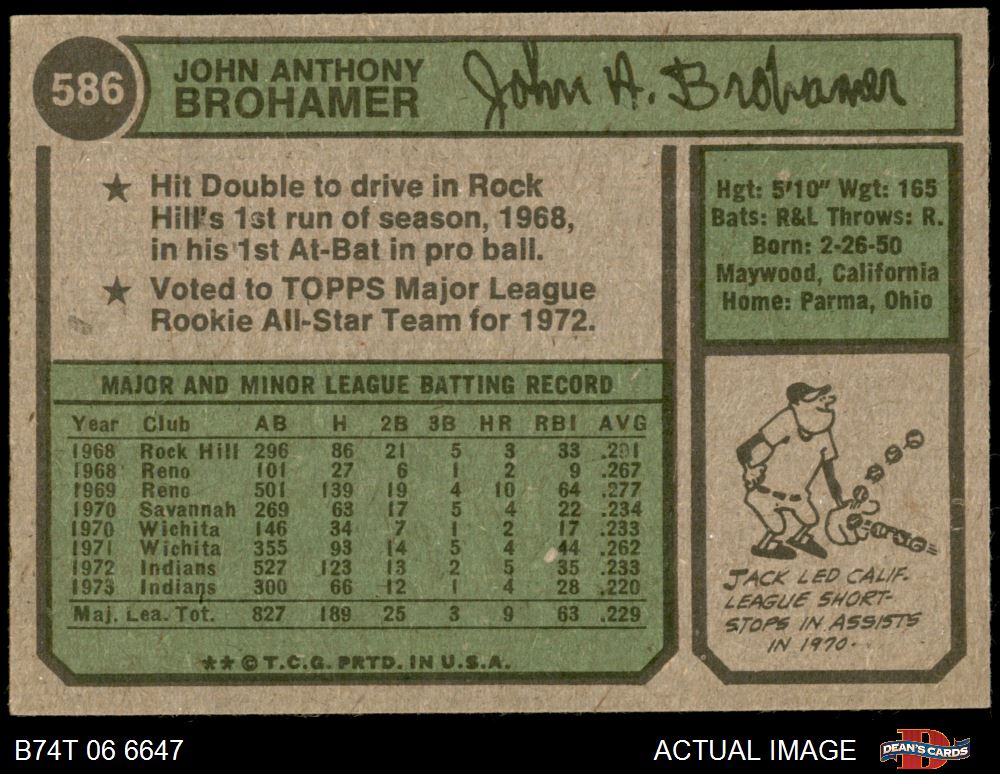 586
JOHN ANTHONY
BROHAMER
John A. Brohamer
★ Hit Double to drive in Rock
Hill's 1st run of season, 1968,
in his 1st At-Bat in pro ball.
★ Voted to TOPPS Major League
Rookie All-Star Team for 1972.
Hgt: 5'10" Wgt: 165
Bats: R&L Throws: R.
Born: 2-26-50
Maywood, California
Home: Parma, Ohio
MAJOR AND MINOR LEAGUE BATTING RECORD
Year Club AB H 2B 3B HR RBI AVG
1968 Rock Hill 296 86 21 5 3 33 .291
1968 Reno 101 27 6 1 2 9 .267
1969 Reno 501 139 19 4 10 64 .277
1970 Savannah 269 63 17 5 4 22 .234
1970 Wichita 146 34 7 1 2 17 .233
1971 Wichita 355 93 14 5 4 44 .262
1972 Indians 527 123 13 2 5 35 .233
1973 Indians 300 66 12 1 4 28 .220
Maj. Lea. Tot. 827 189 25 3 9 63 .229
★★ © T.C.G. PRTD. IN U.S.A.
JACK LED CALIF.
LEAGUE SHORT-
STOPS IN ASSISTS
IN 1970.
B74T 06 6647
ACTUAL IMAGE
DEAN'S CARDS